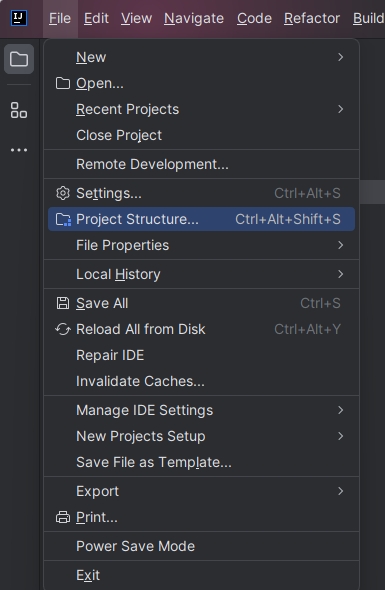 IJ File Edit View Navigate Code Refactor Build
New
Open...
Recent Projects
Close Project
Remote Development...
Settings... Ctrl+Alt+S
Project Structure... Ctrl+Alt+Shift+S
File Properties
Local History
Save All Ctrl+S
Reload All from Disk Ctrl+Alt+Y
Repair IDE
Invalidate Caches...
Manage IDE Settings
New Projects Setup
Save File as Template...
Export
Print...
Power Save Mode
Exit